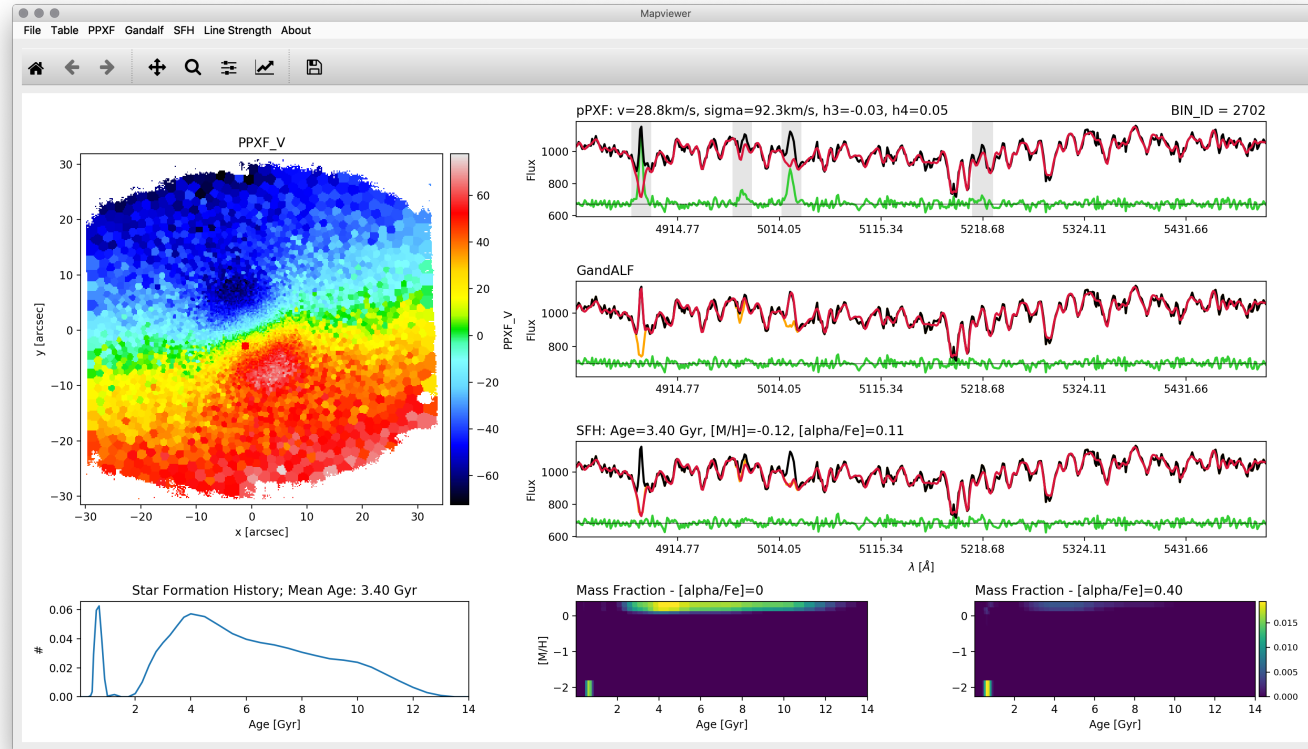 Mapviewer
File Table PPXF Gandalf SFH Line Strength About
PPXF_V
30
20
10
0
−10
−20
−30
y [arcsec]
−30 −20 −10 0 10 20 30
x [arcsec]
60
40
20
0
−20
−40
−60
PPXF_V
pPXF: v=28.8km/s, sigma=92.3km/s, h3=-0.03, h4=0.05 BIN_ID = 2702
1000
800
600
Flux
4914.77 5014.05 5115.34 5218.68 5324.11 5431.66
GandALF
1000
800
Flux
4914.77 5014.05 5115.34 5218.68 5324.11 5431.66
SFH: Age=3.40 Gyr, [M/H]=-0.12, [alpha/Fe]=0.11
1000
800
600
Flux
4914.77 5014.05 5115.34 5218.68 5324.11 5431.66
λ [Å]
Star Formation History; Mean Age: 3.40 Gyr
0.06
0.04
0.02
0.00
#
2 4 6 8 10 12 14
Age [Gyr]
Mass Fraction - [alpha/Fe]=0
0
−1
−2
[M/H]
2 4 6 8 10 12 14
Age [Gyr]
Mass Fraction - [alpha/Fe]=0.40
0
−1
−2
2 4 6 8 10 12 14
Age [Gyr]
0.015
0.010
0.005
0.000